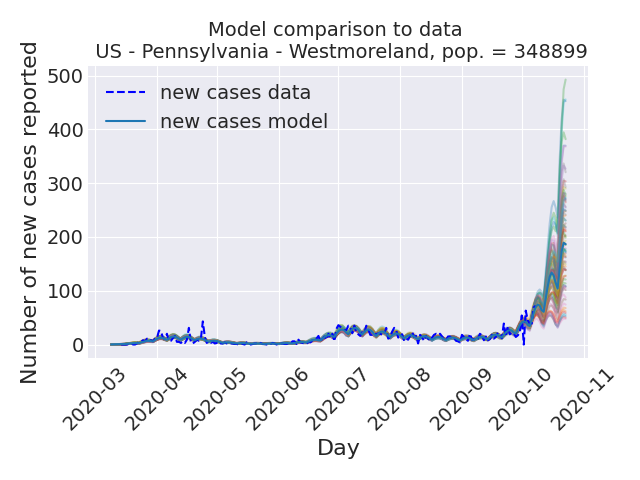 Model comparison to data
US - Pennsylvania - Westmoreland, pop. = 348899
Number of new cases reported
500
400
300
200
100
0
new cases data
new cases model
2020-03
2020-04
2020-05
2020-06
2020-07
2020-08
2020-09
2020-10
2020-11
Day